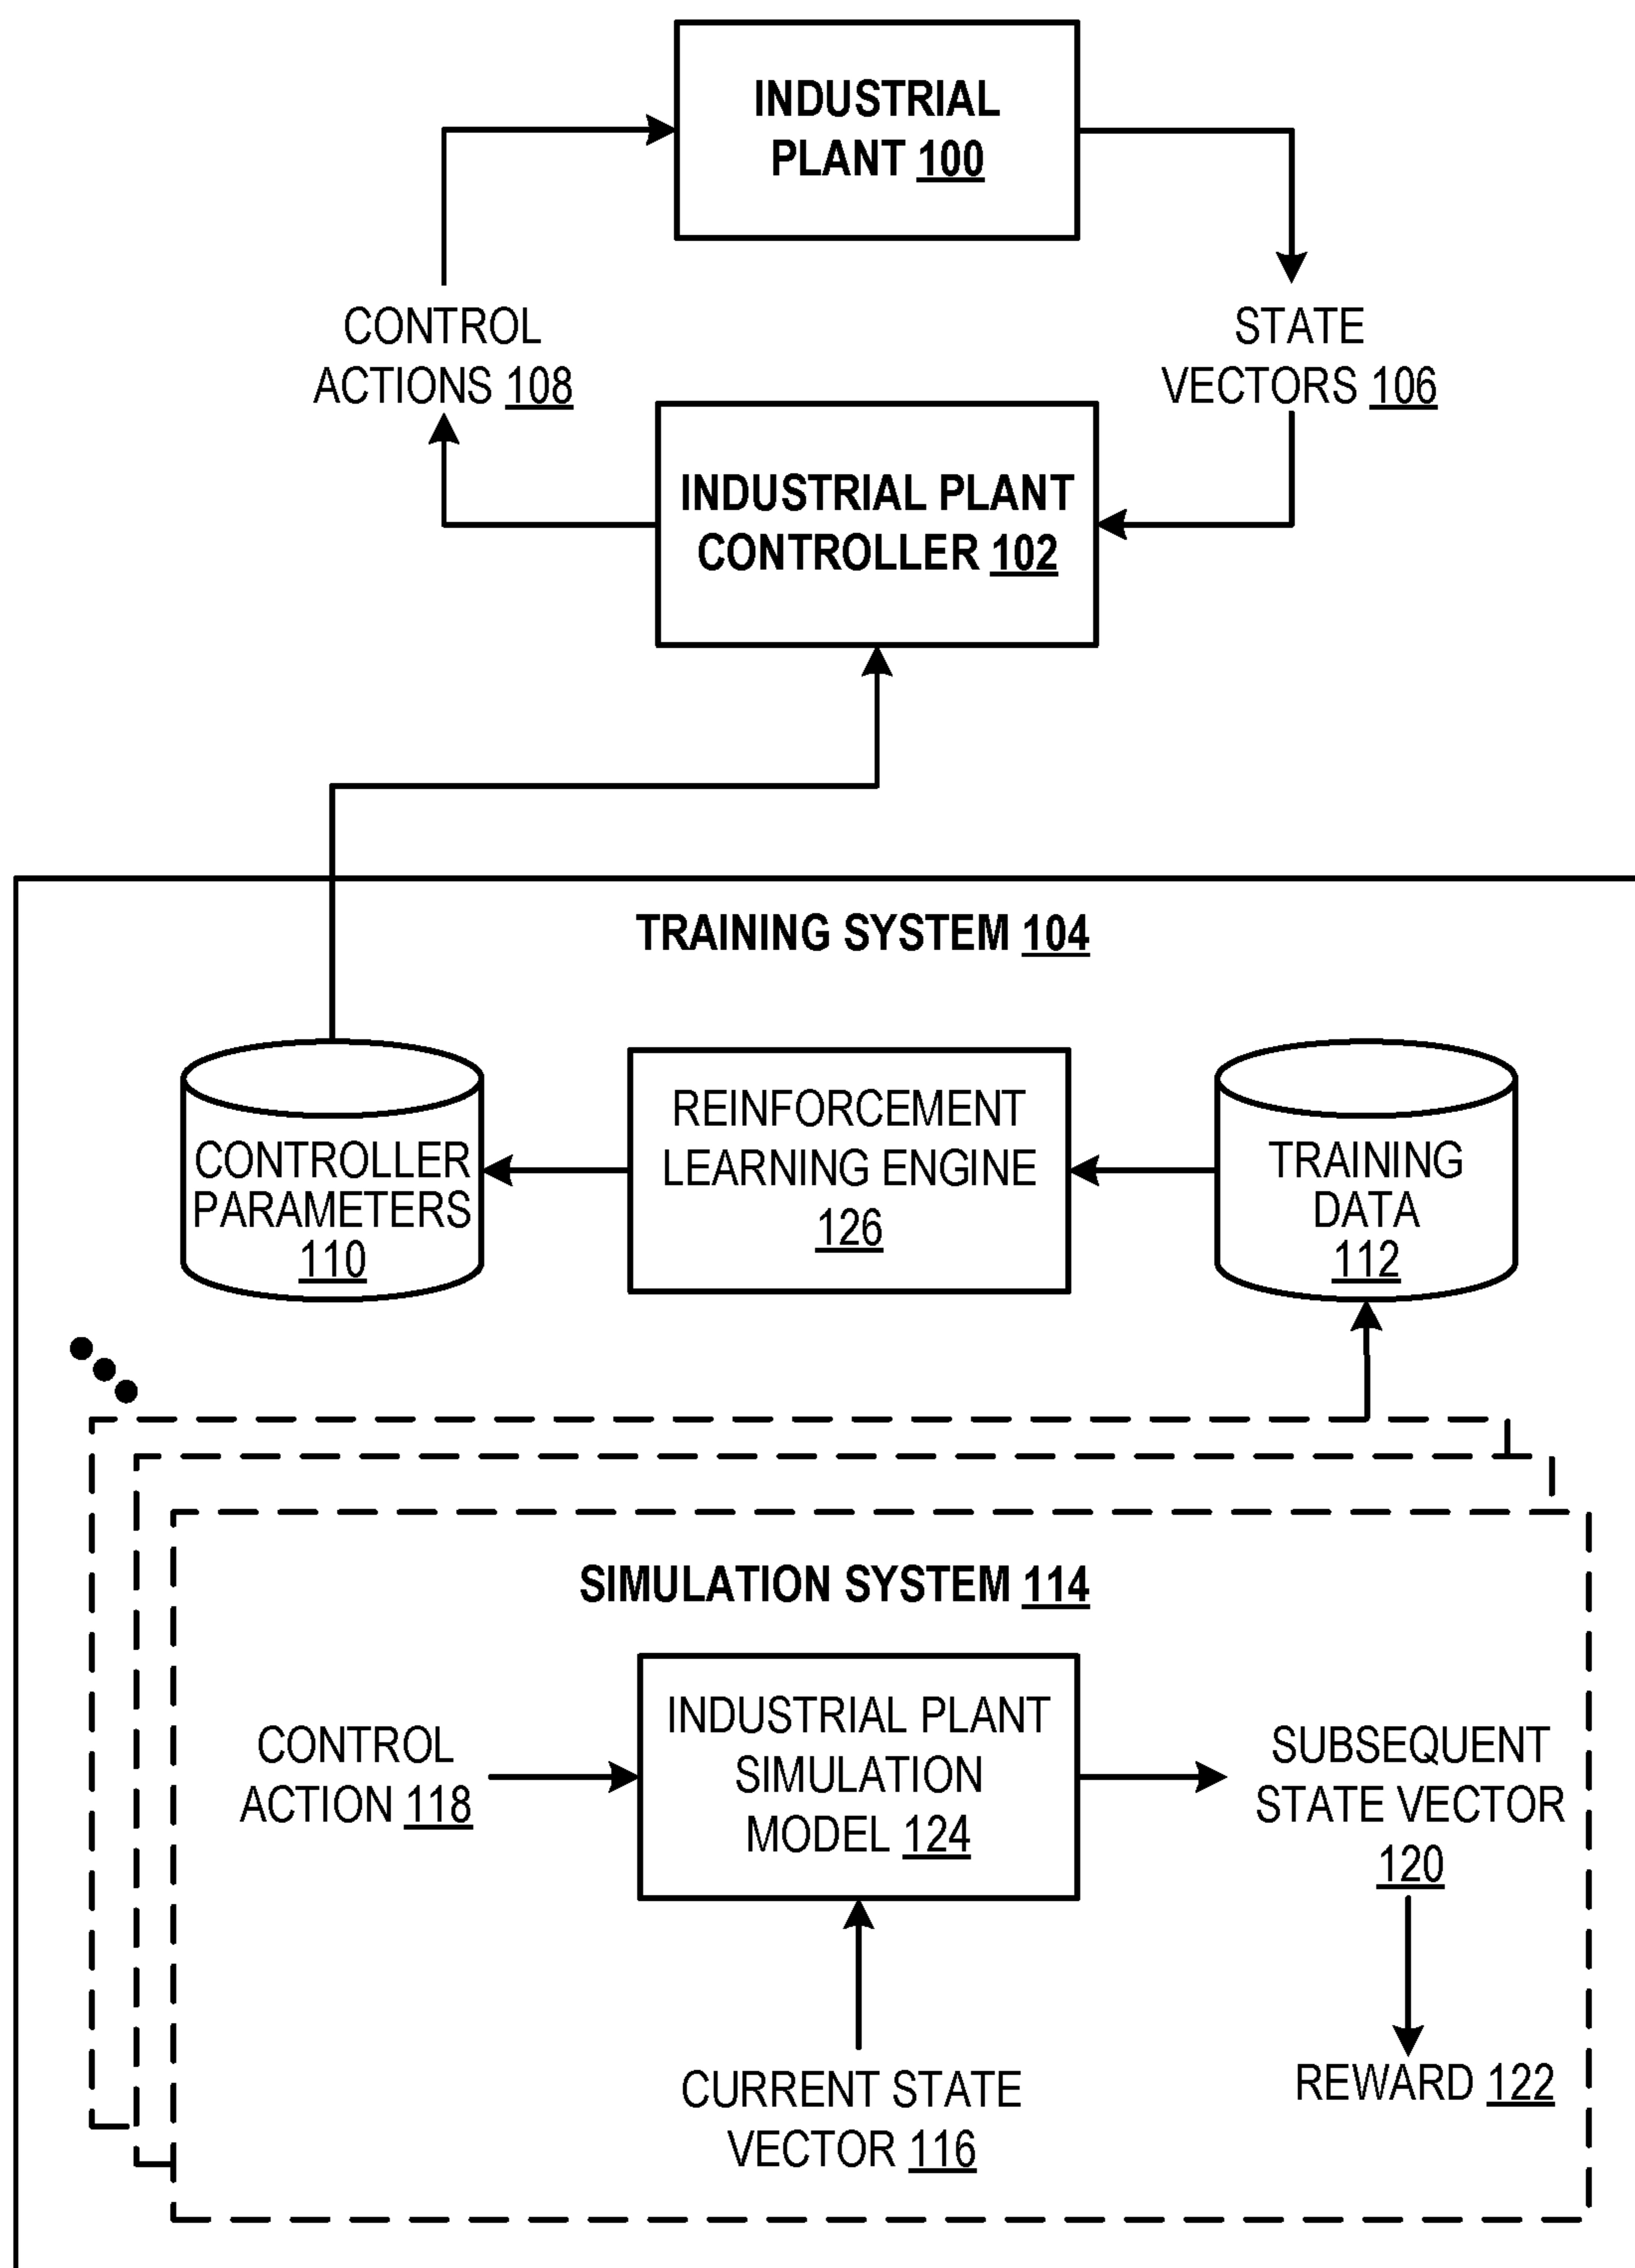 INDUSTRIAL
PLANT 100
CONTROL
ACTIONS 108
STATE
VECTORS 106
INDUSTRIAL PLANT
CONTROLLER 102
TRAINING SYSTEM 104
CONTROLLER
PARAMETERS
110
REINFORCEMENT
LEARNING ENGINE
126
TRAINING
DATA
112
SIMULATION SYSTEM 114
CONTROL
ACTION 118
INDUSTRIAL PLANT
SIMULATION
MODEL 124
SUBSEQUENT
STATE VECTOR
120
CURRENT STATE
VECTOR 116
REWARD 122